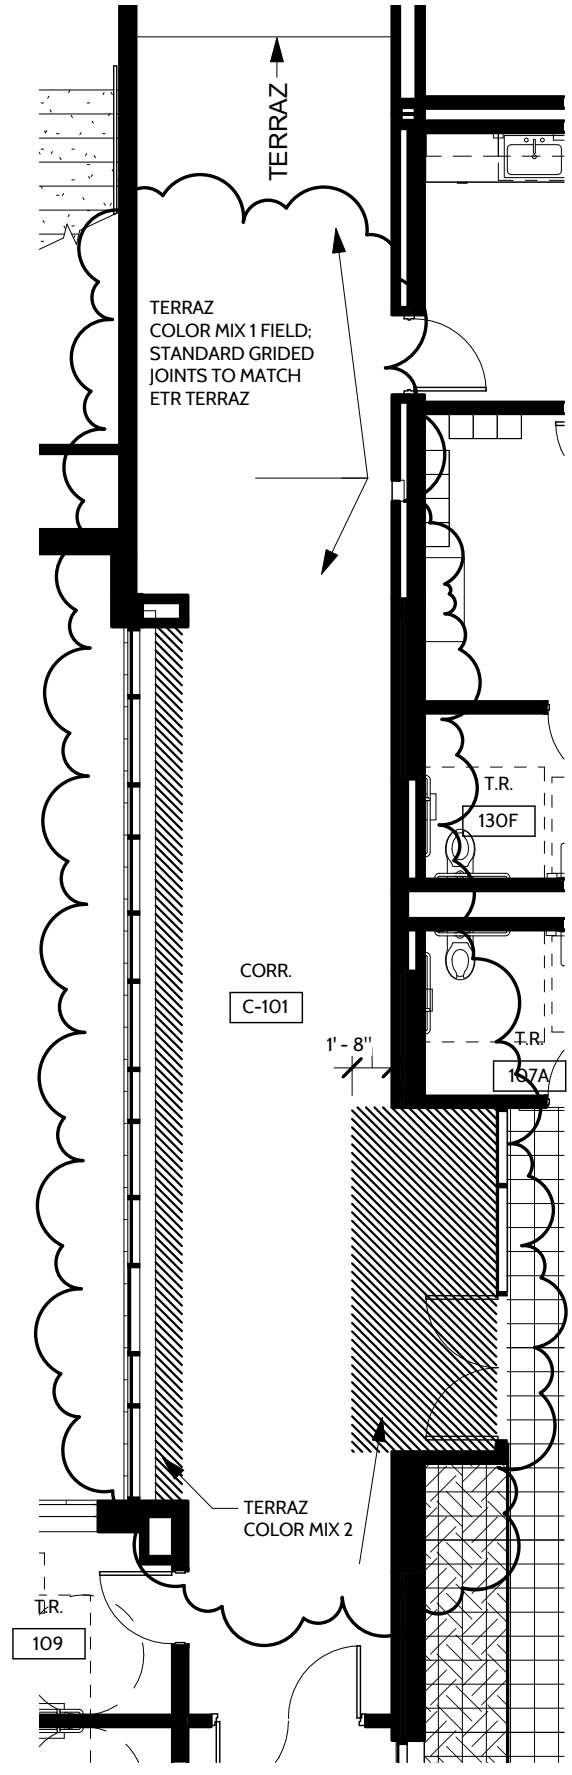 TERRAZ
TERRAZ
COLOR MIX 1 FIELD;
STANDARD GRIDED
JOINTS TO MATCH
ETR TERRAZ
T.R.
130F
CORR.
C-101
1' - 8"
T.R.
107A
TERRAZ
COLOR MIX 2
T.R.
109